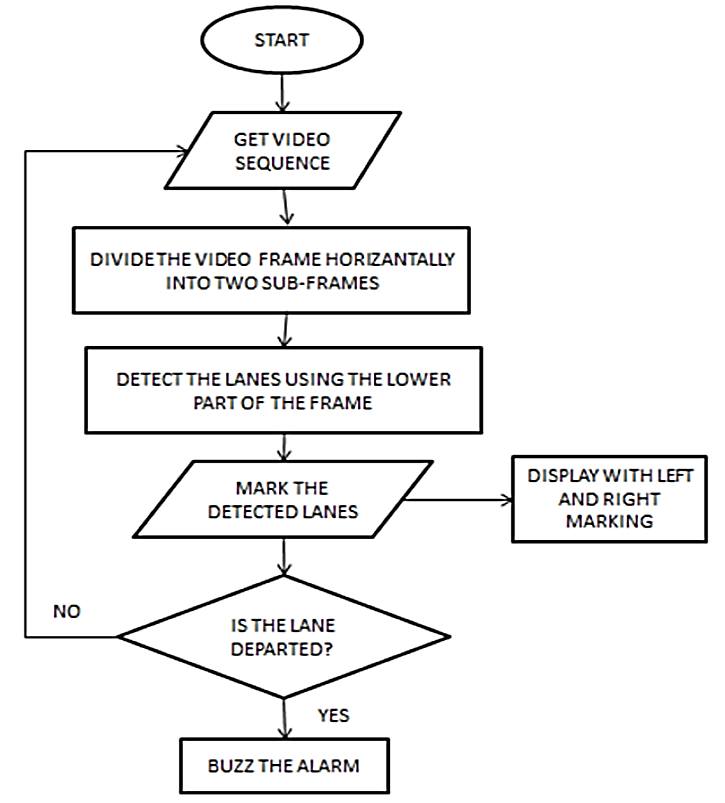 START
GET VIDEO
SEQUENCE
DIVIDE THE VIDEO FRAME HORIZANTALLY
INTO TWO SUB-FRAMES
DETECT THE LANES USING THE LOWER
PART OF THE FRAME
MARK THE
DETECTED LANES
DISPLAY WITH LEFT
AND RIGHT
MARKING
IS THE LANE
DEPARTED?
NO
YES
BUZZ THE ALARM